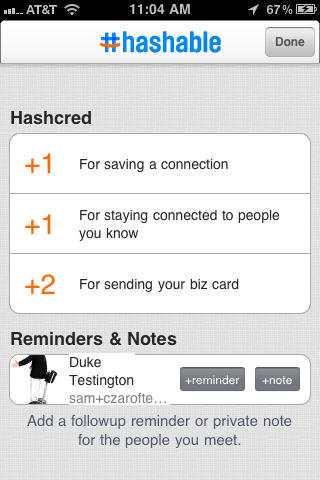 AT&T 11:04 AM 67%
#hashable Done
Hashcred
+1 For saving a connection
+1 For staying connected to people
you know
+2 For sending your biz card
Reminders & Notes
Duke
Testington
sam+czarofte...
+reminder +note
Add a followup reminder or private note
for the people you meet.